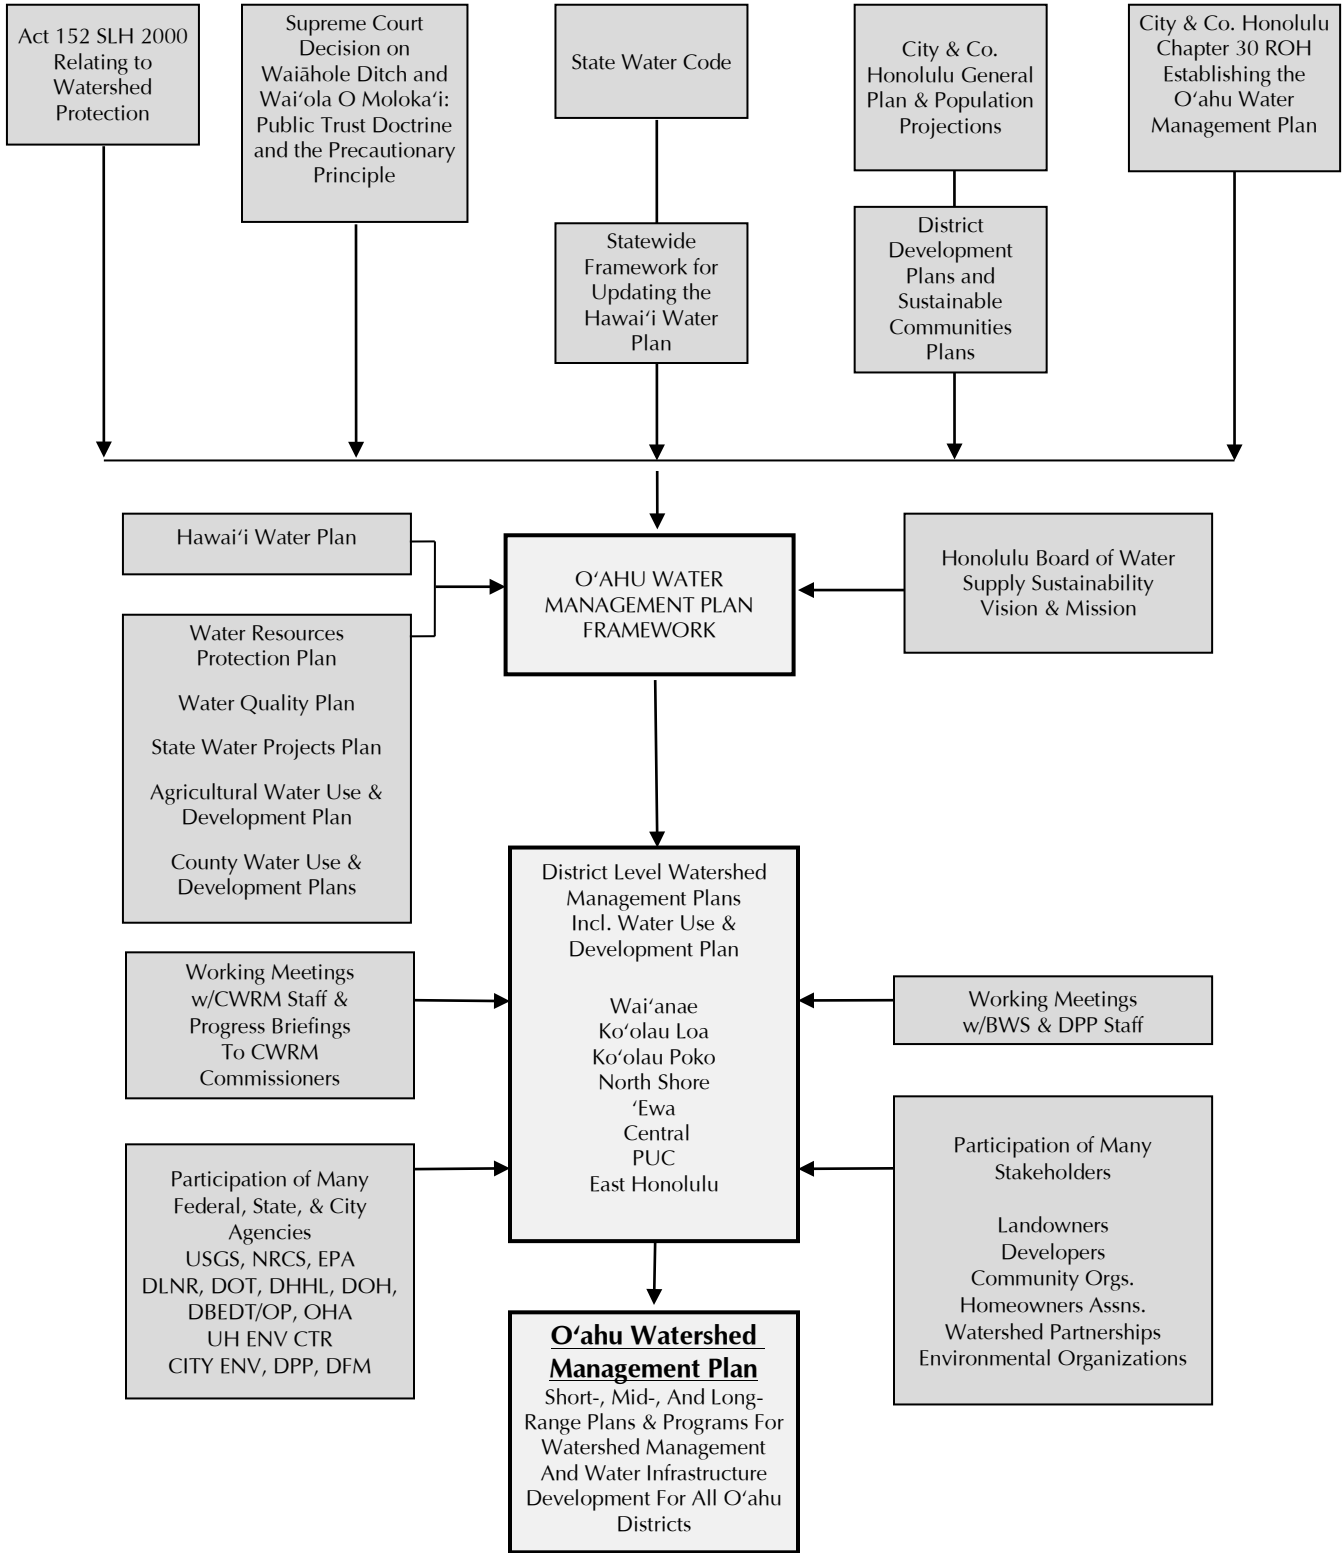 Act 152 SLH 2000
Relating to
Watershed
Protection
Supreme Court
Decision on
Waiāhole Ditch and
Wai‘ola O Moloka‘i:
Public Trust Doctrine
and the Precautionary
Principle
State Water Code
City & Co.
Honolulu General
Plan & Population
Projections
City & Co. Honolulu
Chapter 30 ROH
Establishing the
O‘ahu Water
Management Plan
Statewide
Framework for
Updating the
Hawai‘i Water
Plan
District
Development
Plans and
Sustainable
Communities
Plans
Hawai‘i Water Plan
O‘AHU WATER
MANAGEMENT PLAN
FRAMEWORK
Honolulu Board of Water
Supply Sustainability
Vision & Mission
Water Resources
Protection Plan
Water Quality Plan
State Water Projects Plan
Agricultural Water Use &
Development Plan
County Water Use &
Development Plans
District Level Watershed
Management Plans
Incl. Water Use &
Development Plan
Wai‘anae
Ko‘olau Loa
Ko‘olau Poko
North Shore
‘Ewa
Central
PUC
East Honolulu
Working Meetings
w/CWRM Staff &
Progress Briefings
To CWRM
Commissioners
Working Meetings
w/BWS & DPP Staff
Participation of Many
Federal, State, & City
Agencies
USGS, NRCS, EPA
DLNR, DOT, DHHL, DOH,
DBEDT/OP, OHA
UH ENV CTR
CITY ENV, DPP, DFM
Participation of Many
Stakeholders
Landowners
Developers
Community Orgs.
Homeowners Assns.
Watershed Partnerships
Environmental Organizations
O‘ahu Watershed
Management Plan
Short-, Mid-, And Long-
Range Plans & Programs For
Watershed Management
And Water Infrastructure
Development For All O‘ahu
Districts